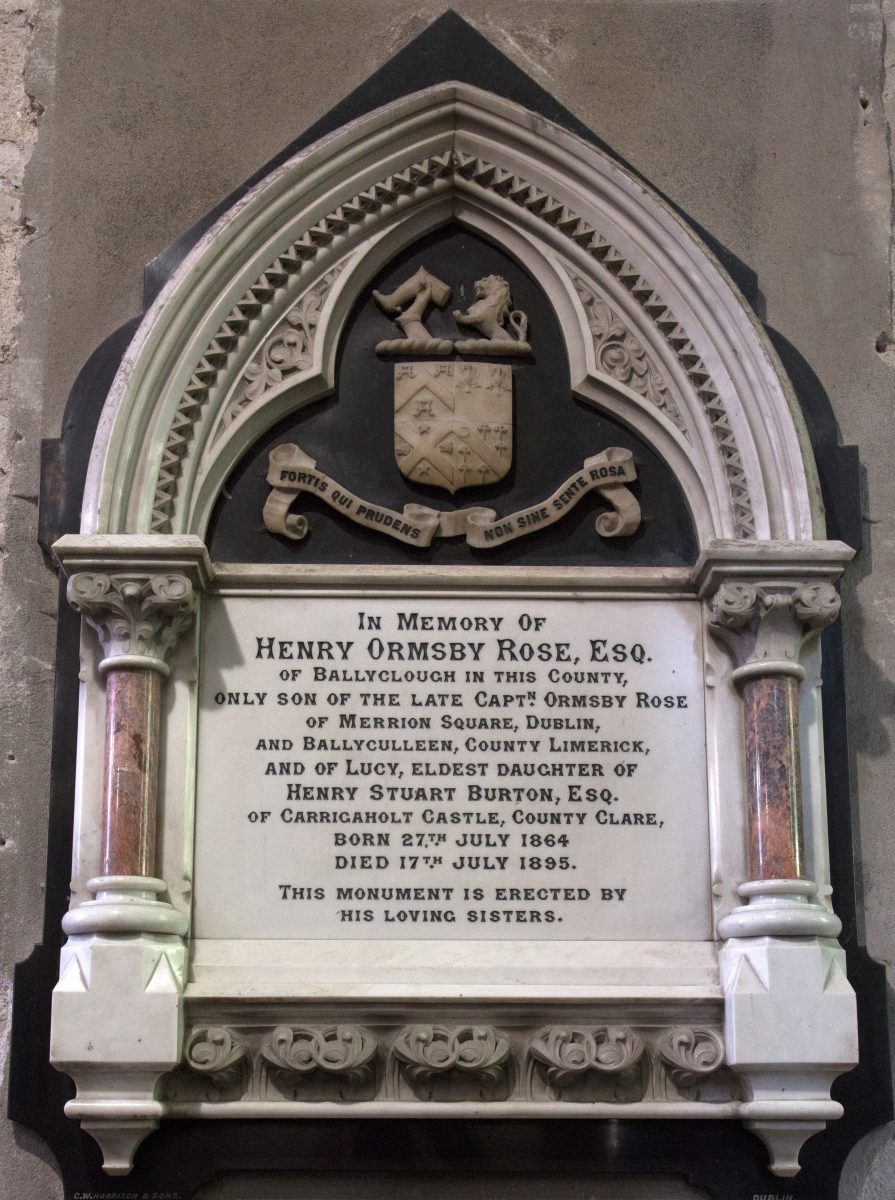 FORTIS QUI PRUDENS
NON SINE SENTE ROSA
IN MEMORY OF
HENRY ORMSBY ROSE, ESQ.
OF BALLYCLOUGH IN THIS COUNTY,
ONLY SON OF THE LATE CAPTN. ORMSBY ROSE
OF MERRION SQUARE, DUBLIN,
AND BALLYCULLEEN, COUNTY LIMERICK,
AND OF LUCY, ELDEST DAUGHTER OF
HENRY STUART BURTON, ESQ.
OF CARRIGAHOLT CASTLE, COUNTY CLARE,
BORN 27TH JULY 1864
DIED 17TH JULY 1895.
THIS MONUMENT IS ERECTED BY
HIS LOVING SISTERS.
C.W. HARRISON & SONS. DUBLIN